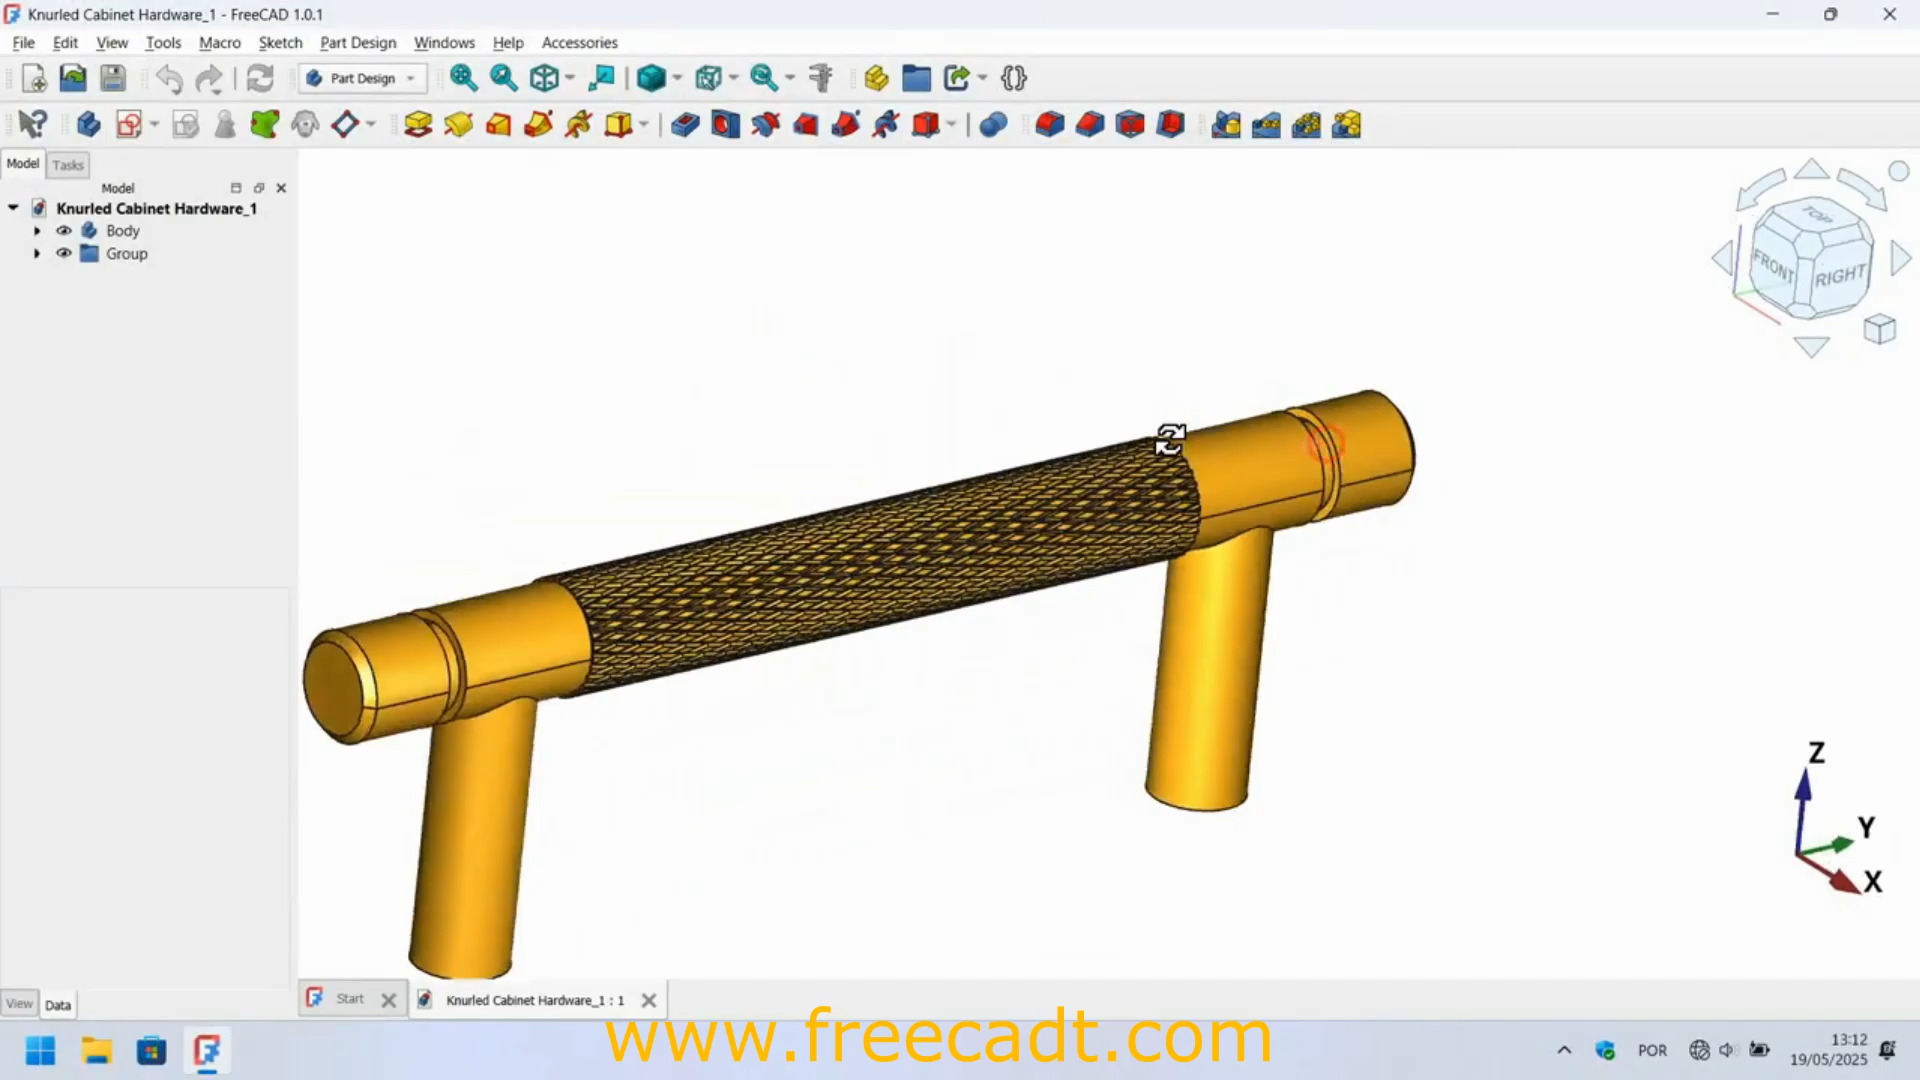 Knurled Cabinet Hardware_1 - FreeCAD 1.0.1
File Edit View Tools Macro Sketch Part Design Windows Help Accessories
Part Design
Model Tasks
Model
Knurled Cabinet Hardware_1
Body
Group
TOP
FRONT
RIGHT
Z
Y
X
View Data
Start
Knurled Cabinet Hardware_1 : 1
www.freecadt.com
POR
13:12
19/05/2025